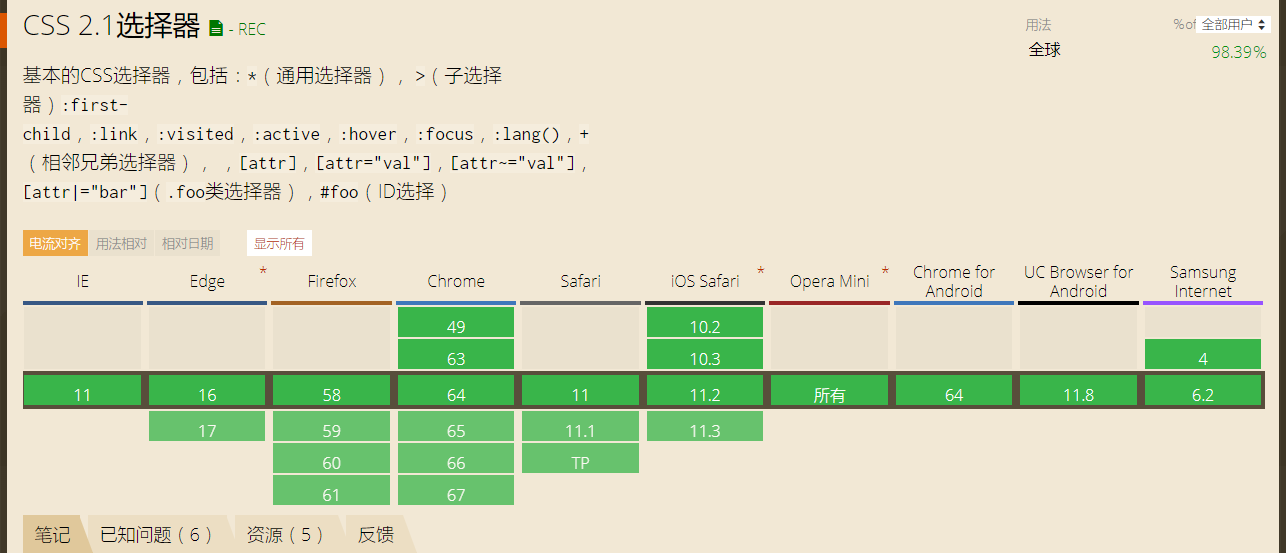 CSS 2.1选择器 - REC
用法
%of 全部用户
全球
98.39%
基本的CSS选择器，包括：*（通用选择器），>（子选择
器）:first-
child，:link，:visited，:active，:hover，:focus，:lang()，+
（相邻兄弟选择器），，[attr]，[attr="val"]，[attr~="val"]，
[attr|="bar"]（.foo类选择器），#foo（ID选择）
电流对齐 用法相对 相对日期 显示所有
IE Edge * Firefox Chrome Safari iOS Safari * Opera Mini * Chrome for Android UC Browser for Android Samsung Internet
49 10.2
63 10.3 4
11 16 58 64 11 11.2 所有 64 11.8 6.2
17 59 65 11.1 11.3
60 66 TP
61 67
笔记 已知问题（6） 资源（5） 反馈